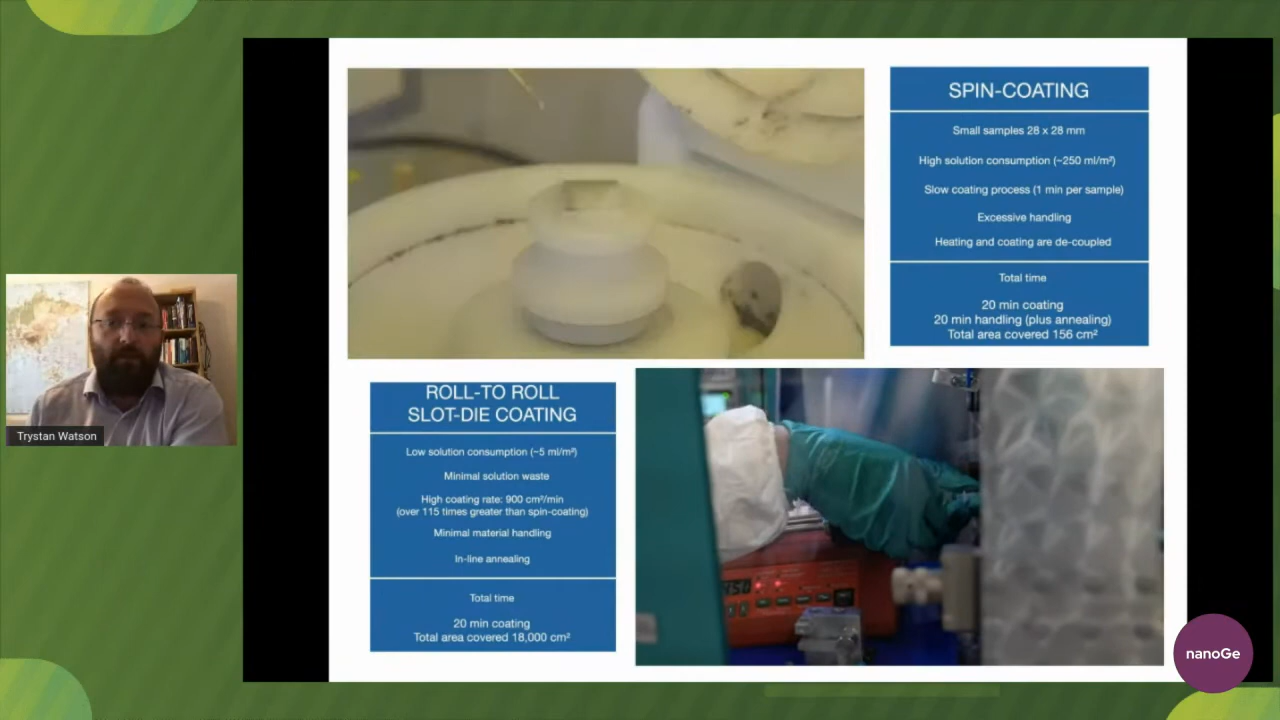 SPIN-COATING
Small samples 28 x 28 mm
High solution consumption (~250 ml/m²)
Slow coating process (1 min per sample)
Excessive handling
Heating and coating are de-coupled
Total time
20 min coating
20 min handling (plus annealing)
Total area covered 156 cm²
Trystan Watson
ROLL-TO ROLL
SLOT-DIE COATING
Low solution consumption (~5 ml/m²)
Minimal solution waste
High coating rate: 900 cm²/min
(over 115 times greater than spin-coating)
Minimal material handling
In-line annealing
Total time
20 min coating
Total area covered 18,000 cm²
nanoGe